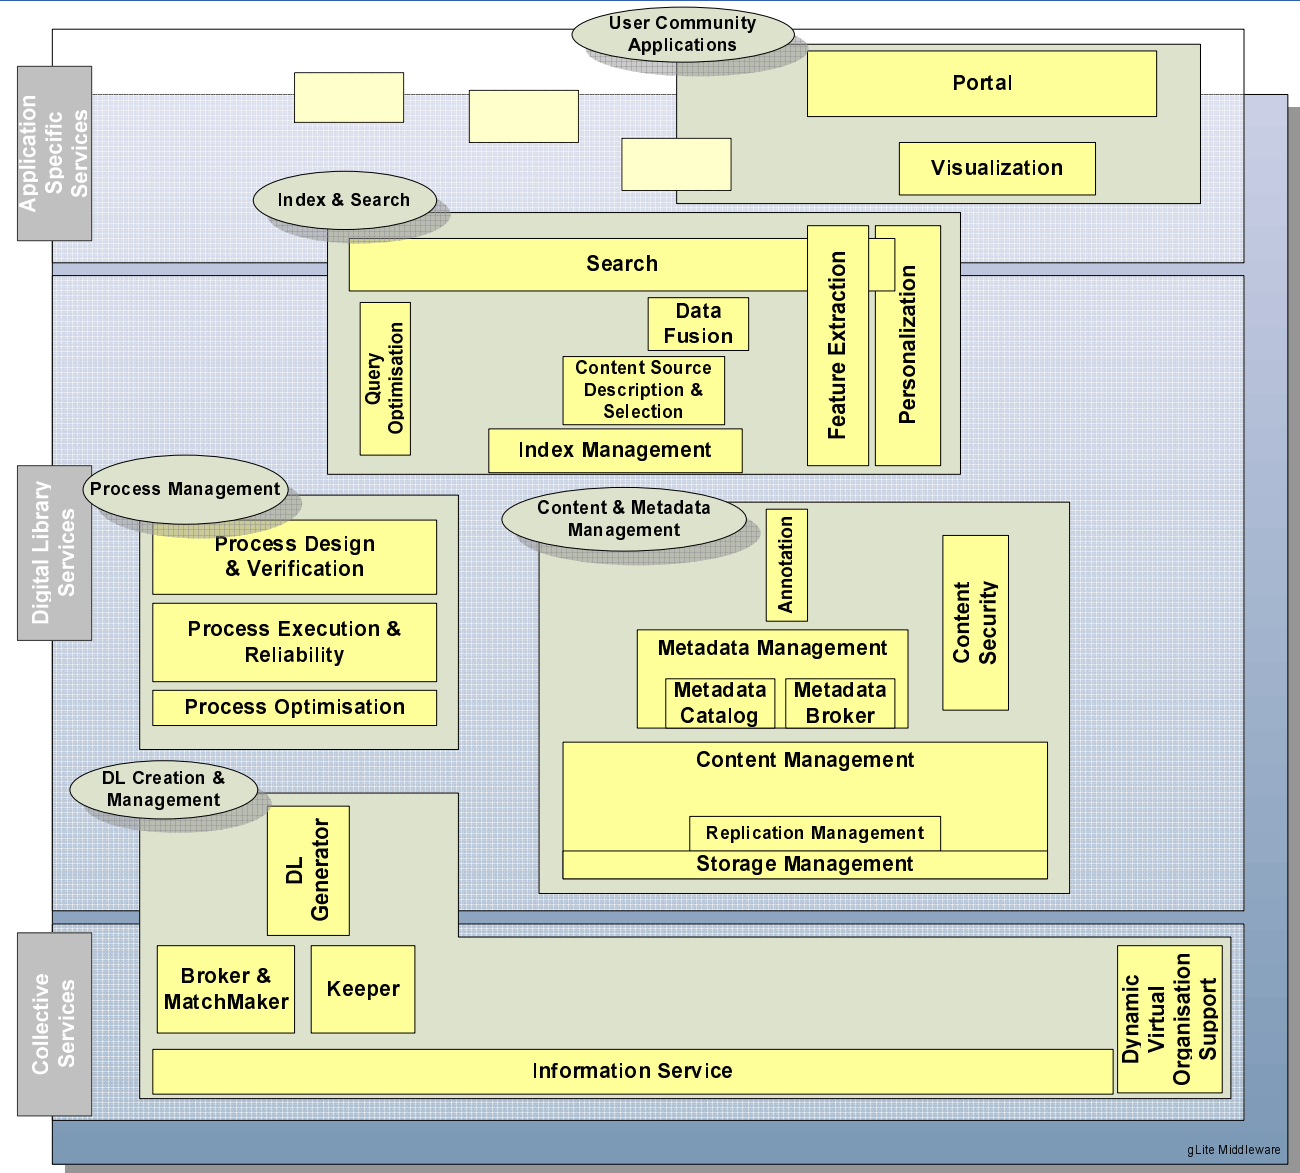 User Community
Applications
Portal
Visualization
Application
Specific
Services
Index & Search
Search
Feature Extraction
Personalization
Query
Optimisation
Data
Fusion
Content Source
Description &
Selection
Index Management
Digital Library
Services
Process Management
Process Design
& Verification
Process Execution &
Reliability
Process Optimisation
Content & Metadata
Management
Annotation
Content
Security
Metadata Management
Metadata
Catalog
Metadata
Broker
Content Management
Replication Management
Storage Management
DL Creation &
Management
DL
Generator
Collective
Services
Broker &
MatchMaker
Keeper
Dynamic
Virtual
Organisation
Support
Information Service
gLite Middleware